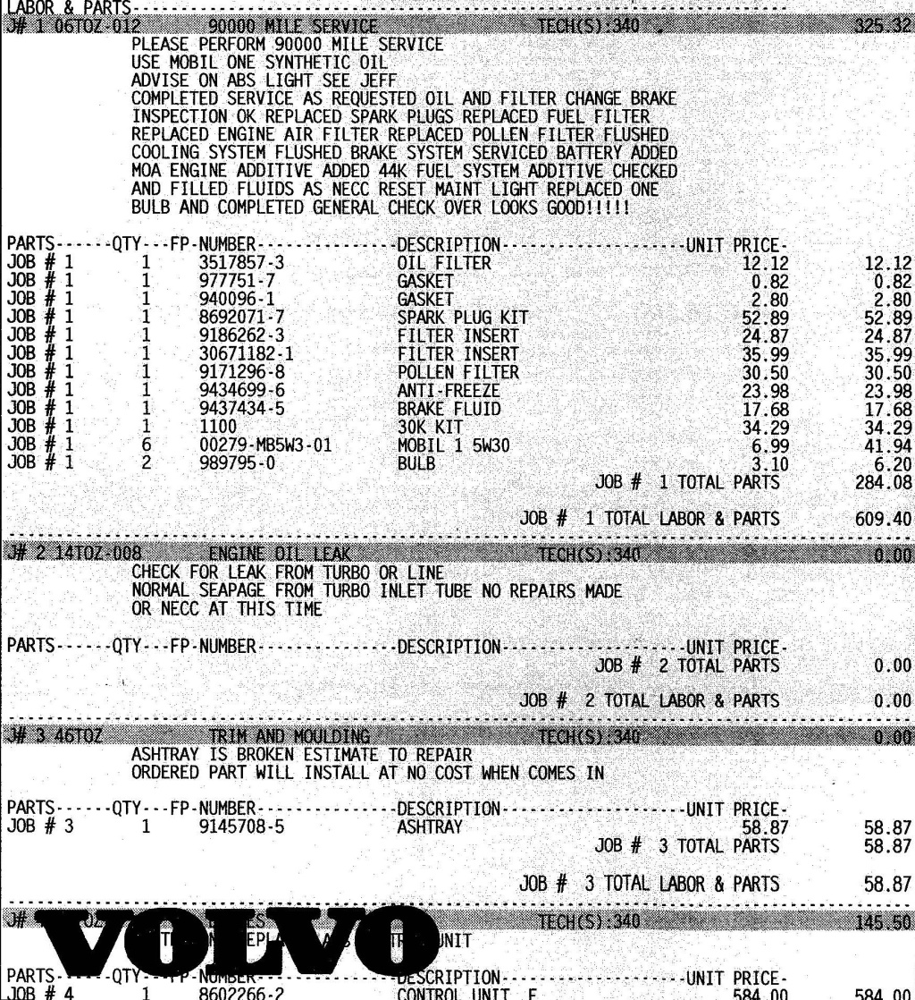 LABOR & PARTS
J# 1 06TOZ-012 90000 MILE SERVICE TECH(S):340 325.32
PLEASE PERFORM 90000 MILE SERVICE
USE MOBIL ONE SYNTHETIC OIL
ADVISE ON ABS LIGHT SEE JEFF
COMPLETED SERVICE AS REQUESTED OIL AND FILTER CHANGE BRAKE
INSPECTION OK REPLACED SPARK PLUGS REPLACED FUEL FILTER
REPLACED ENGINE AIR FILTER REPLACED POLLEN FILTER FLUSHED
COOLING SYSTEM FLUSHED BRAKE SYSTEM SERVICED BATTERY ADDED
MOA ENGINE ADDITIVE ADDED 44K FUEL SYSTEM ADDITIVE CHECKED
AND FILLED FLUIDS AS NECC RESET MAINT LIGHT REPLACED ONE
BULB AND COMPLETED GENERAL CHECK OVER LOOKS GOOD!!!!!
PARTS------QTY---FP-NUMBER---------------DESCRIPTION--------------------UNIT PRICE-
JOB # 1 1 3517857-3 OIL FILTER 12.12 12.12
JOB # 1 1 977751-7 GASKET 0.82 0.82
JOB # 1 1 940096-1 GASKET 2.80 2.80
JOB # 1 1 8692071-7 SPARK PLUG KIT 52.89 52.89
JOB # 1 1 9186262-3 FILTER INSERT 24.87 24.87
JOB # 1 1 30671182-1 FILTER INSERT 35.99 35.99
JOB # 1 1 9171296-8 POLLEN FILTER 30.50 30.50
JOB # 1 1 9434699-6 ANTI-FREEZE 23.98 23.98
JOB # 1 1 9437434-5 BRAKE FLUID 17.68 17.68
JOB # 1 1 1100 30K KIT 34.29 34.29
JOB # 1 6 00279-MB5W3-01 MOBIL 1 5W30 6.99 41.94
JOB # 1 2 989795-0 BULB 3.10 6.20
JOB # 1 TOTAL PARTS 284.08
JOB # 1 TOTAL LABOR & PARTS 609.40
J# 2 14TOZ-008 ENGINE OIL LEAK TECH(S):340 0.00
CHECK FOR LEAK FROM TURBO OR LINE
NORMAL SEAPAGE FROM TURBO INLET TUBE NO REPAIRS MADE
OR NECC AT THIS TIME
PARTS------QTY---FP-NUMBER---------------DESCRIPTION--------------------UNIT PRICE-
JOB # 2 TOTAL PARTS 0.00
JOB # 2 TOTAL LABOR & PARTS 0.00
J# 3 46TOZ TRIM AND MOULDING TECH(S):340 0.00
ASHTRAY IS BROKEN ESTIMATE TO REPAIR
ORDERED PART WILL INSTALL AT NO COST WHEN COMES IN
PARTS------QTY---FP-NUMBER---------------DESCRIPTION--------------------UNIT PRICE-
JOB # 3 1 9145708-5 ASHTRAY 58.87 58.87
JOB # 3 TOTAL PARTS 58.87
JOB # 3 TOTAL LABOR & PARTS 58.87
J# TECH(S):340 145.50
VOLVO
PARTS------QTY---FP-NUMBER---------------DESCRIPTION--------------------UNIT PRICE-
JOB # 4 1 8602266-2 CONTROL UNIT 584.00 584.00